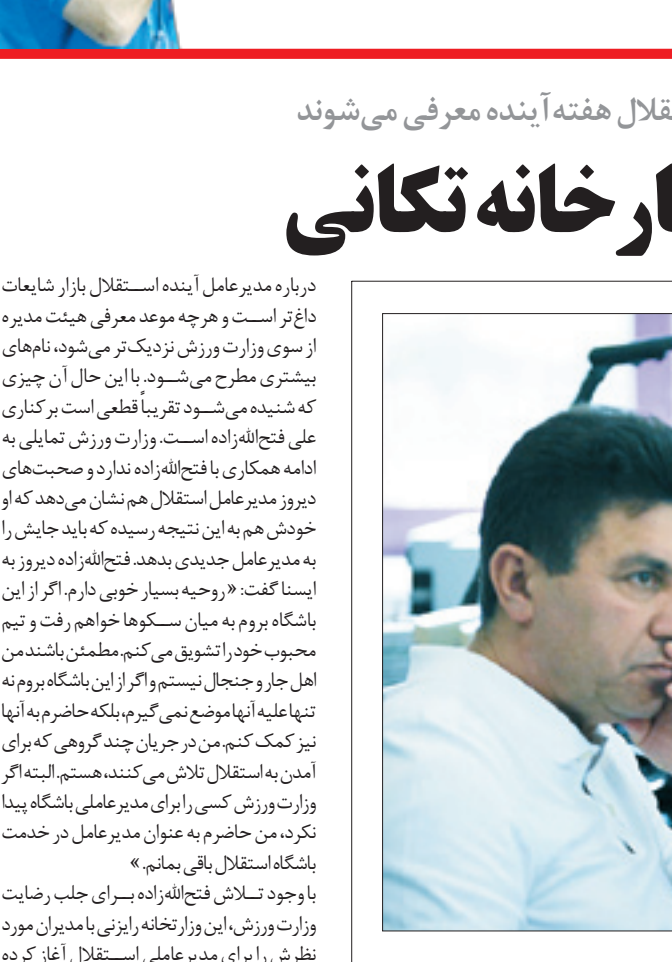 قلال هفته آینده معرفی می‌شوند
ار خانه تکانی
درباره مدیرعامل آینده اســتقلال بازار شایعات
داغ‌تر اســت و هرچه موعد معرفی هیئت مدیره
از سوی وزارت ورزش نزدیک‌تر می‌شود، نام‌های
بیشتری مطرح می‌شــود. با این حال آن چیزی
که شنیده می‌شــود تقریباً قطعی است برکناری
علی فتح‌الله‌زاده اســت. وزارت ورزش تمایلی به
ادامه همکاری با فتح‌الله‌زاده ندارد و صحبت‌های
دیروز مدیرعامل استقلال هم نشان می‌دهد که او
خودش هم به این نتیجه رسیده که باید جایش را
به مدیرعامل جدیدی بدهد. فتح‌الله‌زاده دیروز به
ایسنا گفت: «روحیه بسیار خوبی دارم. اگر از این
باشگاه بروم به میان ســکوها خواهم رفت و تیم
محبوب خود را تشویق می‌کنم. مطمئن باشند من
اهل جار و جنجال نیستم و اگر از این باشگاه بروم نه
تنها علیه آنها موضع نمی‌گیرم، بلکه حاضرم به آنها
نیز کمک کنم. من در جریان چند گروهی که برای
آمدن به استقلال تلاش می‌کنند، هستم. البته اگر
وزارت ورزش کسی را برای مدیرعاملی باشگاه پیدا
نکرد، من حاضرم به عنوان مدیرعامل در خدمت
باشگاه استقلال باقی بمانم.»
با وجود تــلاش فتح‌الله‌زاده بــرای جلب رضایت
وزارت ورزش، این وزارتخانه رایزنی با مدیران مورد
نظرش را برای مدیرعاملی اســتقلال آغاز کرده